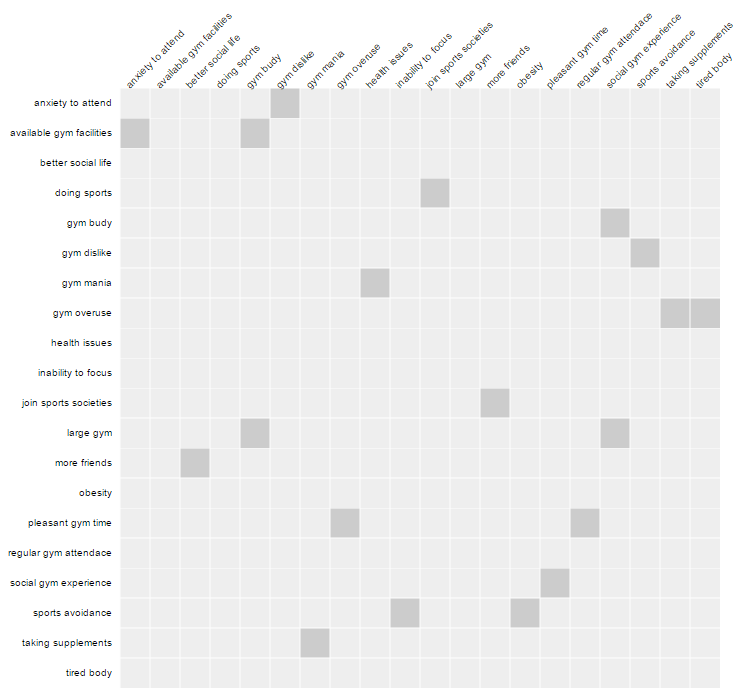 anxiety to attend
available gym facilities
better social life
doing sports
gym budy
gym dislike
gym mania
gym overuse
health issues
inability to focus
join sports societies
large gym
more friends
obesity
pleasant gym time
regular gym attendace
social gym experience
sports avoidance
taking supplements
tired body
anxiety to attend
available gym facilities
better social life
doing sports
gym budy
gym dislike
gym mania
gym overuse
health issues
inability to focus
join sports societies
large gym
more friends
obesity
pleasant gym time
regular gym attendace
social gym experience
sports avoidance
taking supplements
tired body